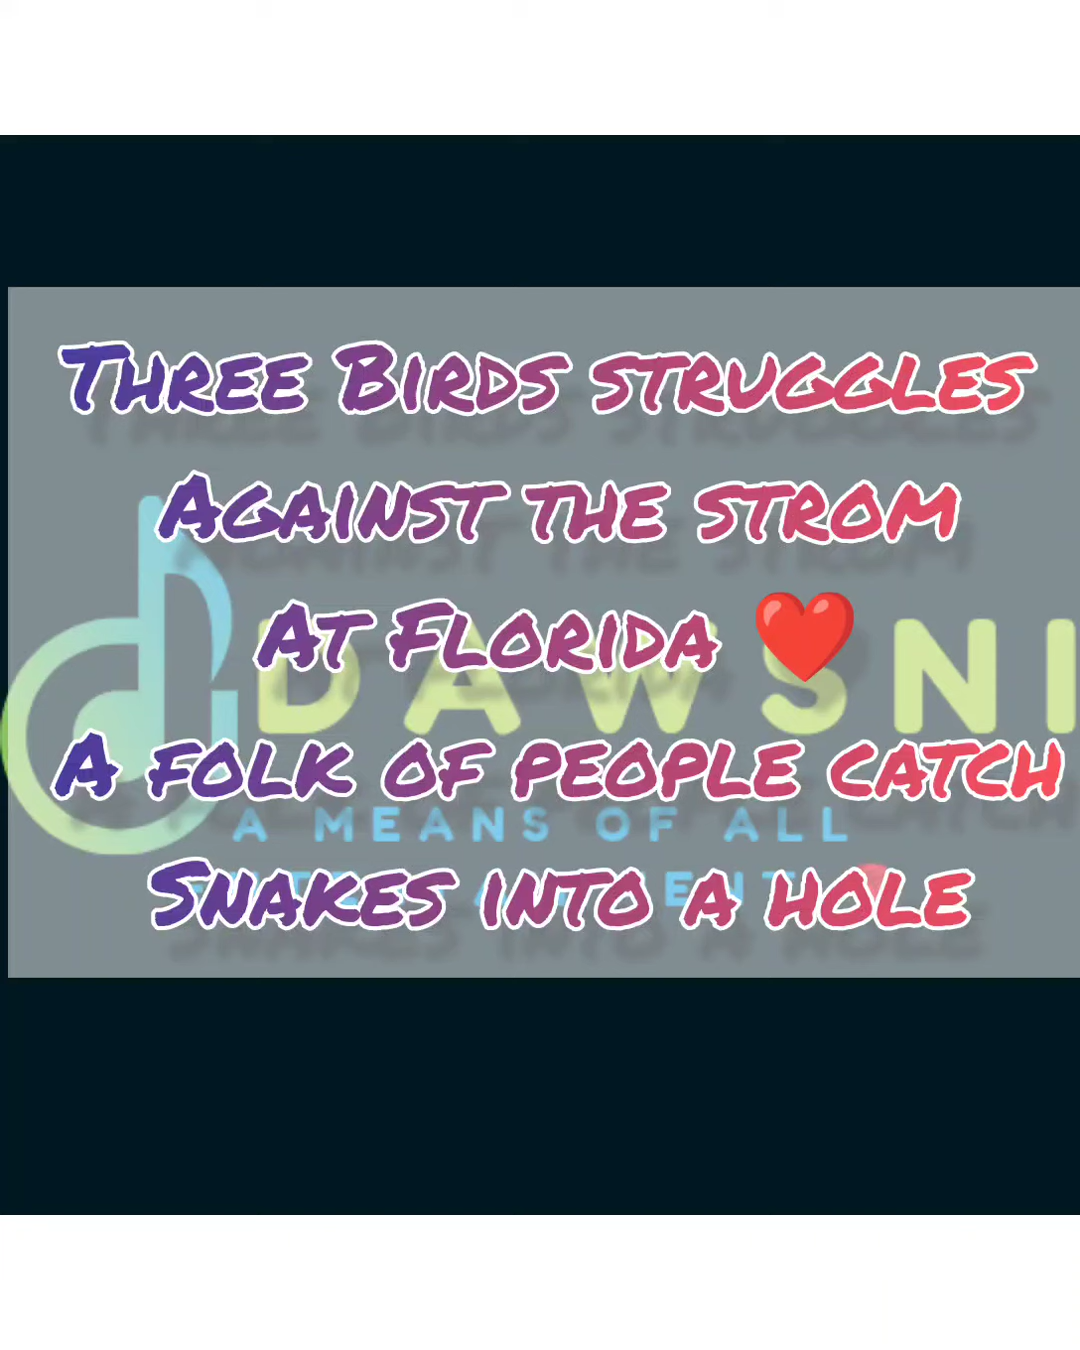 Three Birds struggles
Against the strom
At Florida ❤️
DAWSNI
A folk of people catch
A MEANS OF ALL
Snakes into a hole